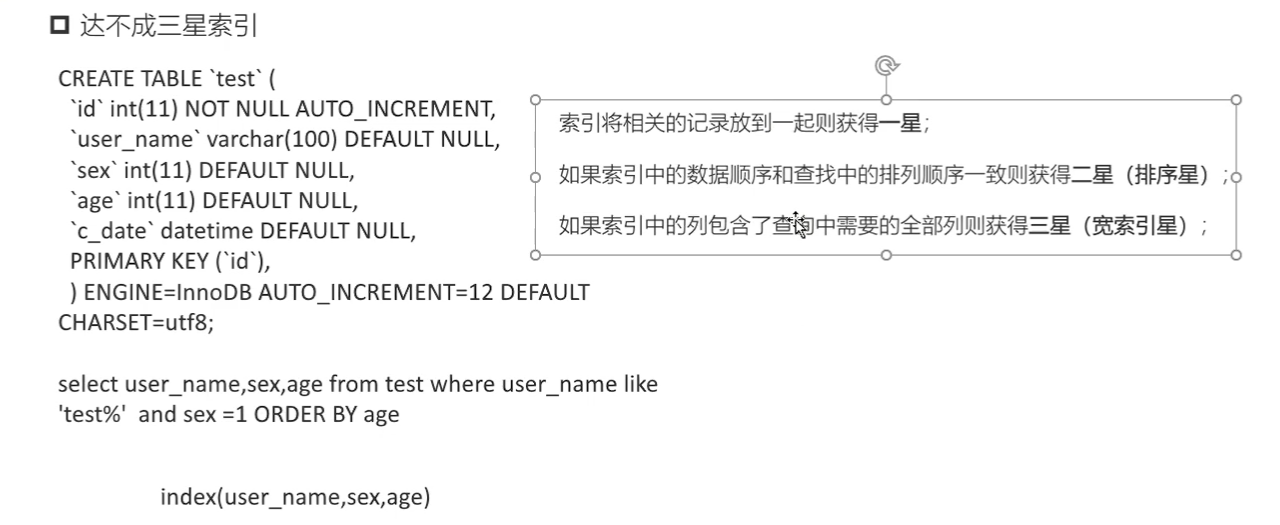 达不成三星索引
CREATE TABLE `test` (
`id` int(11) NOT NULL AUTO_INCREMENT,
`user_name` varchar(100) DEFAULT NULL,
`sex` int(11) DEFAULT NULL,
`age` int(11) DEFAULT NULL,
`c_date` datetime DEFAULT NULL,
PRIMARY KEY (`id`),
) ENGINE=InnoDB AUTO_INCREMENT=12 DEFAULT
CHARSET=utf8;
索引将相关的记录放到一起则获得一星；
如果索引中的数据顺序和查找中的排列顺序一致则获得二星（排序星）；
如果索引中的列包含了查询中需要的全部列则获得三星（宽索引星）；
select user_name,sex,age from test where user_name like
'test%' and sex =1 ORDER BY age
index(user_name,sex,age)